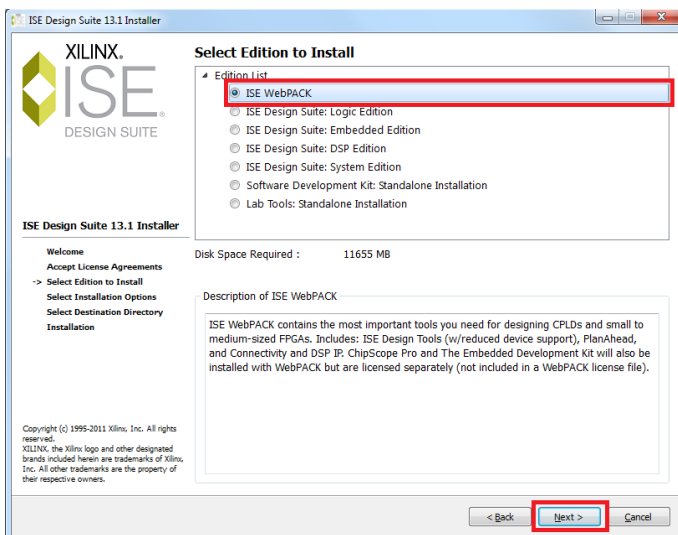 ISE Design Suite 13.1 Installer
XILINX.
ISE
DESIGN SUITE
ISE Design Suite 13.1 Installer
Welcome
Accept License Agreements
-> Select Edition to Install
Select Installation Options
Select Destination Directory
Installation
Copyright (c) 1995-2011 Xilinx, Inc. All rights
reserved.
XILINX, the Xilinx logo and other designated
brands included herein are trademarks of Xilinx,
Inc. All other trademarks are the property of
their respective owners.
Select Edition to Install
Edition List
ISE WebPACK
ISE Design Suite: Logic Edition
ISE Design Suite: Embedded Edition
ISE Design Suite: DSP Edition
ISE Design Suite: System Edition
Software Development Kit: Standalone Installation
Lab Tools: Standalone Installation
Disk Space Required : 11655 MB
Description of ISE WebPACK
ISE WebPACK contains the most important tools you need for designing CPLDs and small to
medium-sized FPGAs. Includes: ISE Design Tools (w/reduced device support), PlanAhead,
and Connectivity and DSP IP. ChipScope Pro and The Embedded Development Kit will also be
installed with WebPACK but are licensed separately (not included in a WebPACK license file).
< Back Next > Cancel